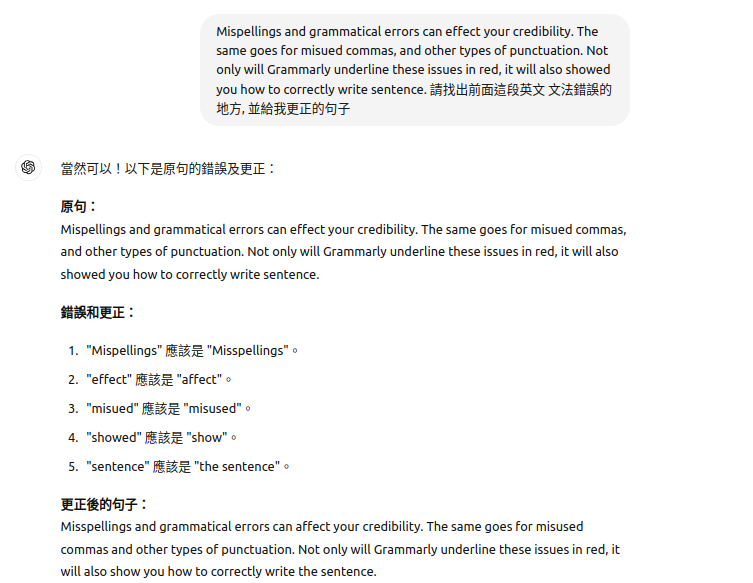 Mispellings and grammatical errors can effect your credibility. The
same goes for misued commas, and other types of punctuation. Not
only will Grammarly underline these issues in red, it will also showed
you how to correctly write sentence. 請找出前面這段英文 文法錯誤的
地方, 並給我更正的句子
當然可以！以下是原句的錯誤及更正：
原句：
Mispellings and grammatical errors can effect your credibility. The same goes for misued commas,
and other types of punctuation. Not only will Grammarly underline these issues in red, it will also
showed you how to correctly write sentence.
錯誤和更正：
1. "Mispellings" 應該是 "Misspellings"。
2. "effect" 應該是 "affect"。
3. "misued" 應該是 "misused"。
4. "showed" 應該是 "show"。
5. "sentence" 應該是 "the sentence"。
更正後的句子：
Misspellings and grammatical errors can affect your credibility. The same goes for misused
commas and other types of punctuation. Not only will Grammarly underline these issues in red, it
will also show you how to correctly write the sentence.